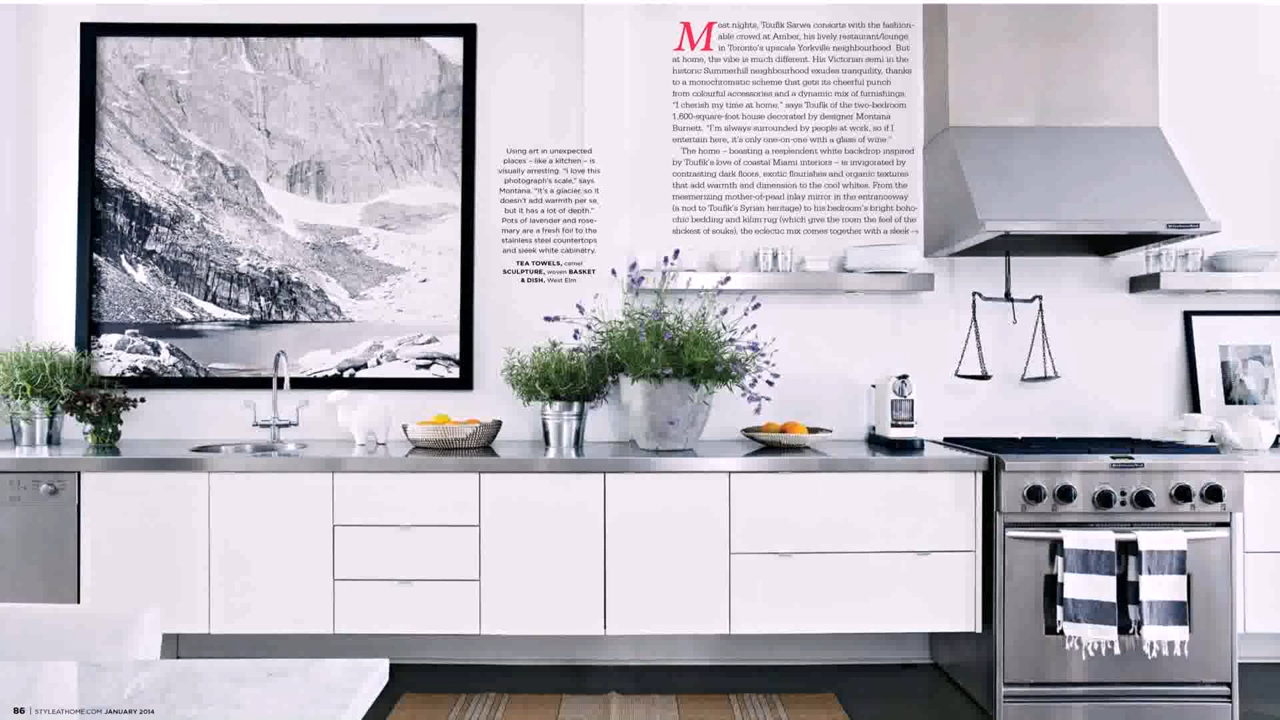 Most nights, Toufik Sarwa consorts with the fashion-
able crowd at Amber, his lively restaurant/lounge
in Toronto's upscale Yorkville neighbourhood. But
at home, the vibe is much different. His Victorian semi in the
historic Summerhill neighbourhood exudes tranquility, thanks
to a monochromatic scheme that gets its cheerful punch
from colourful accessories and a dynamic mix of furnishings.
"I cherish my time at home," says Toufik of the two-bedroom
1,600-square-foot house decorated by designer Montana
Burnett. "I'm always surrounded by people at work, so if I
entertain here, it's only one-on-one with a glass of wine."
The home – boasting a resplendent white backdrop inspired
by Toufik's love of coastal Miami interiors – is invigorated by
contrasting dark floors, exotic flourishes and organic textures
that add warmth and dimension to the cool whites. From the
mesmerizing mother-of-pearl inlay mirror in the entranceway
(a nod to Toufik's Syrian heritage) to his bedroom's bright boho-
chic bedding and kilim rug (which give the room the feel of the
slickest of souks), the eclectic mix comes together with a sleek →
Using art in unexpected
places – like a kitchen – is
visually arresting. "I love this
photograph's scale," says
Montana. "It's a glacier, so it
doesn't add warmth per se,
but it has a lot of depth."
Pots of lavender and rose-
mary are a fresh foil to the
stainless steel countertops
and sleek white cabinetry.
TEA TOWELS, camel
SCULPTURE, woven BASKET
& DISH, West Elm
86 | STYLEATHOME.COM JANUARY 2014